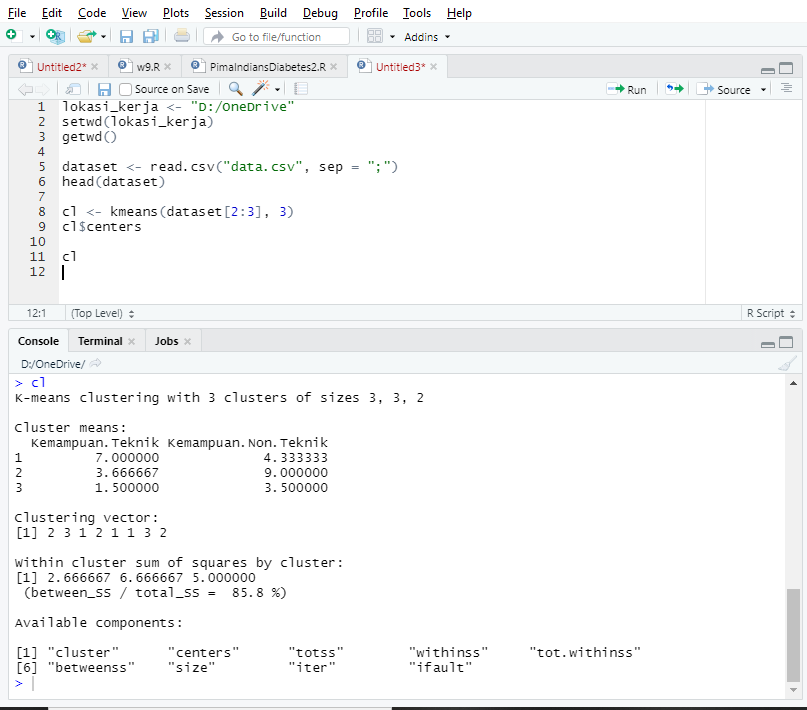 File Edit Code View Plots Session Build Debug Profile Tools Help
Go to file/function Addins
Untitled2* w9.R PimaIndiansDiabetes2.R Untitled3*
Source on Save Run Source
1 lokasi_kerja <- "D:/OneDrive"
2 setwd(lokasi_kerja)
3 getwd()
4
5 dataset <- read.csv("data.csv", sep = ";")
6 head(dataset)
7
8 cl <- kmeans(dataset[2:3], 3)
9 cl$centers
10
11 cl
12
12:1 (Top Level) R Script
Console Terminal Jobs
D:/OneDrive/
> cl
K-means clustering with 3 clusters of sizes 3, 3, 2
Cluster means:
Kemampuan.Teknik Kemampuan.Non.Teknik
1 7.000000 4.333333
2 3.666667 9.000000
3 1.500000 3.500000
Clustering vector:
[1] 2 3 1 2 1 1 3 2
Within cluster sum of squares by cluster:
[1] 2.666667 6.666667 5.000000
(between_SS / total_SS = 85.8 %)
Available components:
[1] "cluster" "centers" "totss" "withinss" "tot.withinss"
[6] "betweenss" "size" "iter" "ifault"
>